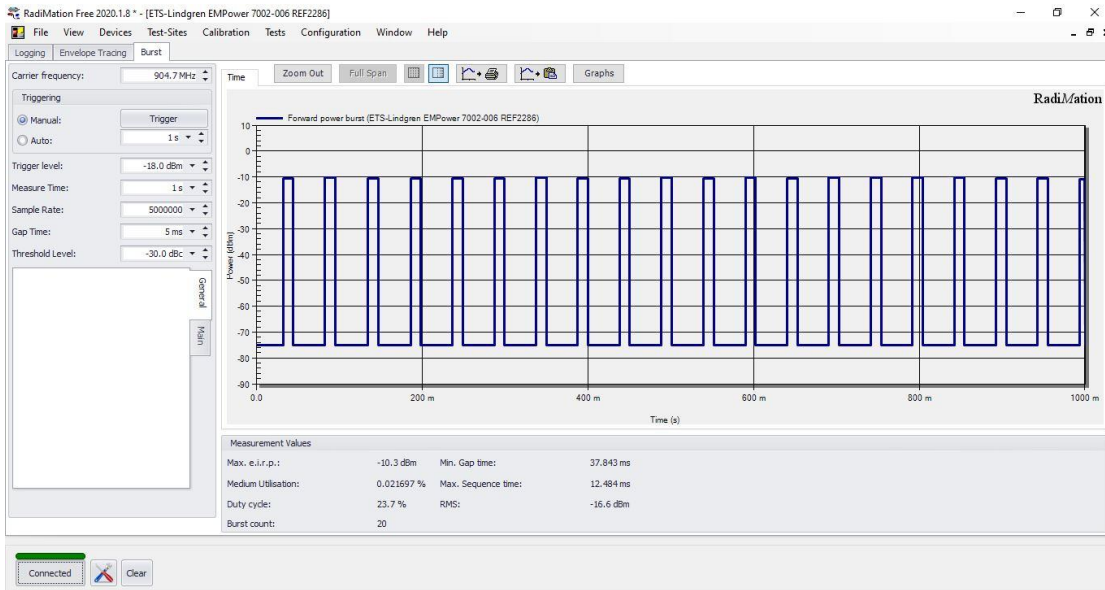 RadiMation Free 2020.1.8 * - [ETS-Lindgren EMPower 7002-006 REF2286]
File View Devices Test-Sites Calibration Tests Configuration Window Help
Logging Envelope Tracing Burst
Carrier frequency: 904.7 MHz
Triggering
Manual: Trigger
Auto: 1 s
Trigger level: -18.0 dBm
Measure Time: 1 s
Sample Rate: 5000000
Gap Time: 5 ms
Threshold Level: -30.0 dBc
General
Main
Time Zoom Out Full Span Graphs
RadiMation
Forward power burst (ETS-Lindgren EMPower 7002-006 REF2286)
Power (dBm)
10
0
-10
-20
-30
-40
-50
-60
-70
-80
-90
0.0 200 m 400 m 600 m 800 m 1000 m
Time (s)
Measurement Values
Max. e.i.r.p.: -10.3 dBm Min. Gap time: 37.843 ms
Medium Utilisation: 0.021697 % Max. Sequence time: 12.484 ms
Duty cycle: 23.7 % RMS: -16.6 dBm
Burst count: 20
Connected Clear